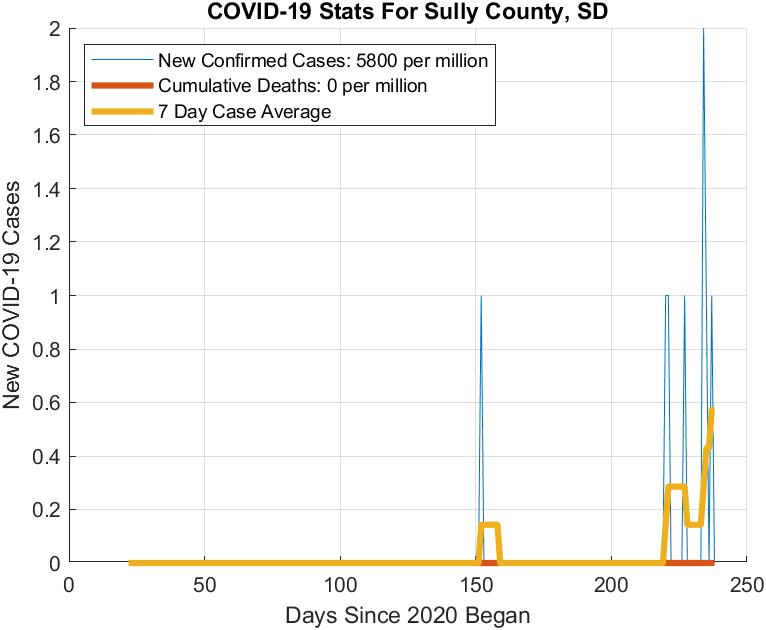 COVID-19 Stats For Sully County, SD
New Confirmed Cases: 5800 per million
Cumulative Deaths: 0 per million
7 Day Case Average
New COVID-19 Cases
2
1.8
1.6
1.4
1.2
1
0.8
0.6
0.4
0.2
0
0 50 100 150 200 250
Days Since 2020 Began